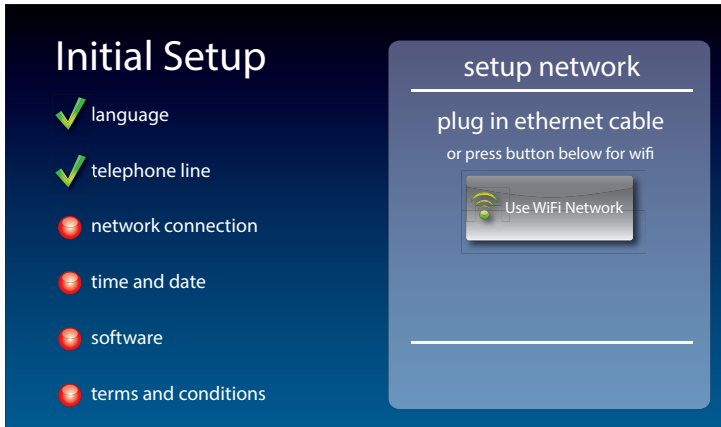 Initial Setup
language
telephone line
network connection
time and date
software
terms and conditions
setup network
plug in ethernet cable
or press button below for wifi
Use WiFi Network